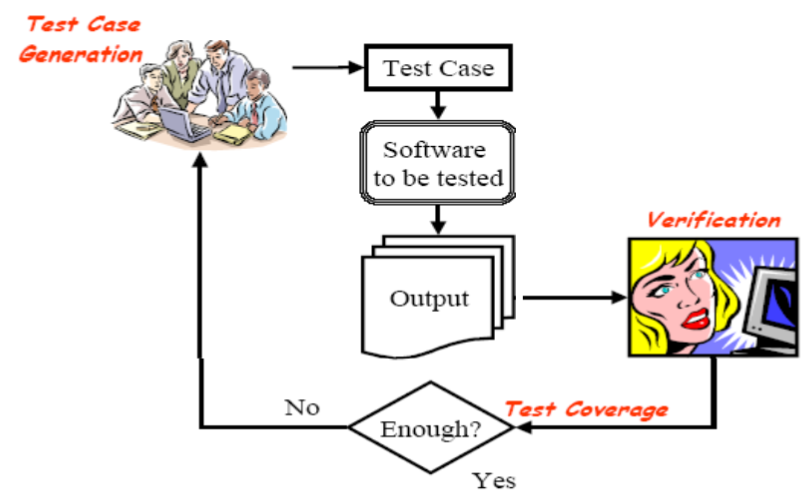 Test Case
Generation
Test Case
Software
to be tested
Verification
Output
No
Test Coverage
Enough?
Yes